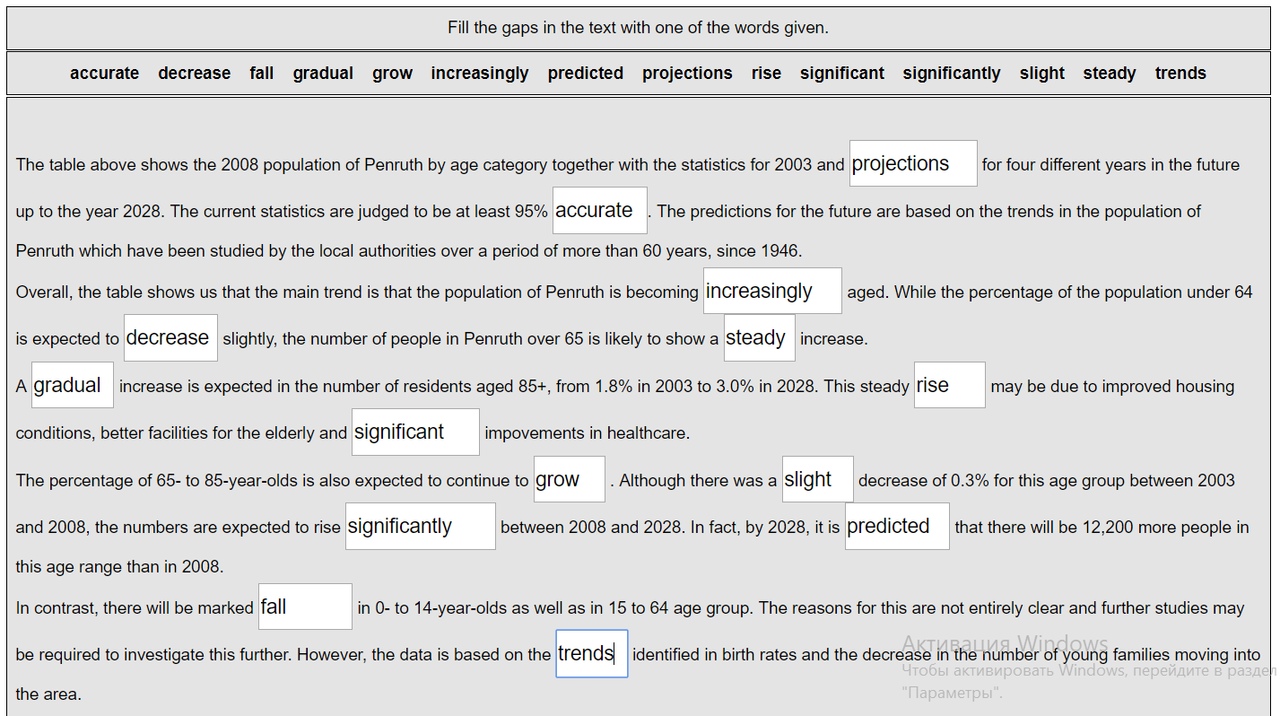 Fill the gaps in the text with one of the words given.
accurate decrease fall gradual grow increasingly predicted projections rise significant significantly slight steady trends
The table above shows the 2008 population of Penruth by age category together with the statistics for 2003 and projections for four different years in the future
up to the year 2028. The current statistics are judged to be at least 95% accurate . The predictions for the future are based on the trends in the population of
Penruth which have been studied by the local authorities over a period of more than 60 years, since 1946.
Overall, the table shows us that the main trend is that the population of Penruth is becoming increasingly aged. While the percentage of the population under 64
is expected to decrease slightly, the number of people in Penruth over 65 is likely to show a steady increase.
A gradual increase is expected in the number of residents aged 85+, from 1.8% in 2003 to 3.0% in 2028. This steady rise may be due to improved housing
conditions, better facilities for the elderly and significant impovements in healthcare.
The percentage of 65- to 85-year-olds is also expected to continue to grow . Although there was a slight decrease of 0.3% for this age group between 2003
and 2008, the numbers are expected to rise significantly between 2008 and 2028. In fact, by 2028, it is predicted that there will be 12,200 more people in
this age range than in 2008.
In contrast, there will be marked fall in 0- to 14-year-olds as well as in 15 to 64 age group. The reasons for this are not entirely clear and further studies may
be required to investigate this further. However, the data is based on the trends identified in birth rates and the decrease in the number of young families moving into
the area.
Активация Windows
Чтобы активировать Windows, перейдите в раздел
"Параметры".